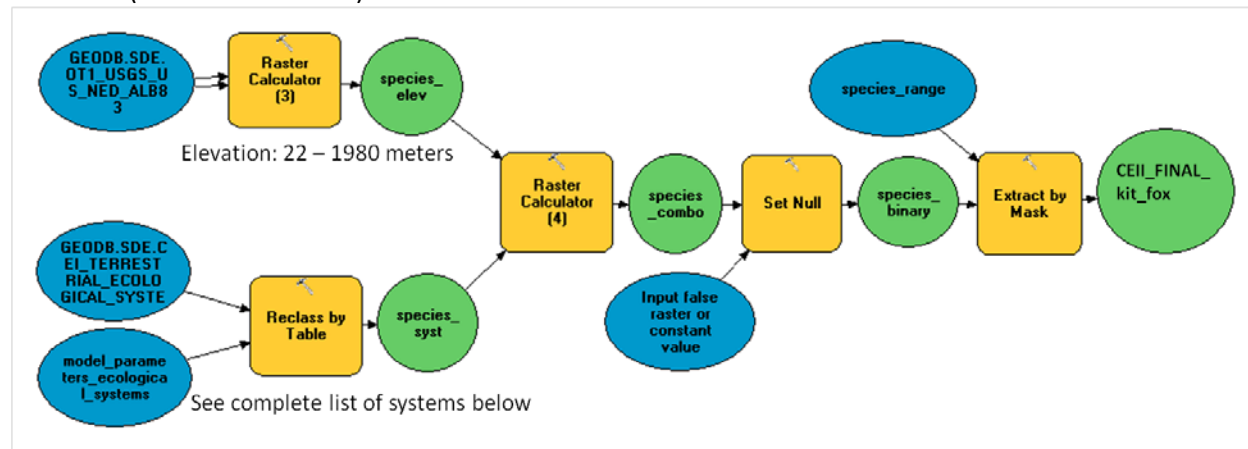 GEODB.SDE.
OT1_USGS_U
S_NED_ALB8
3
Raster
Calculator
(3)
species_
elev
Elevation: 22 – 1980 meters
species_range
Raster
Calculator
(4)
species
_combo
Set Null
species_
binary
Extract by
Mask
CEII_FINAL_
kit_fox
GEODB.SDE.C
EI_TERREST
RIAL_ECOLO
GICAL_SYSTE
Reclass by
Table
species_
syst
Input false
raster or
constant
value
model_parame
ters_ecologica
l_systems
See complete list of systems below